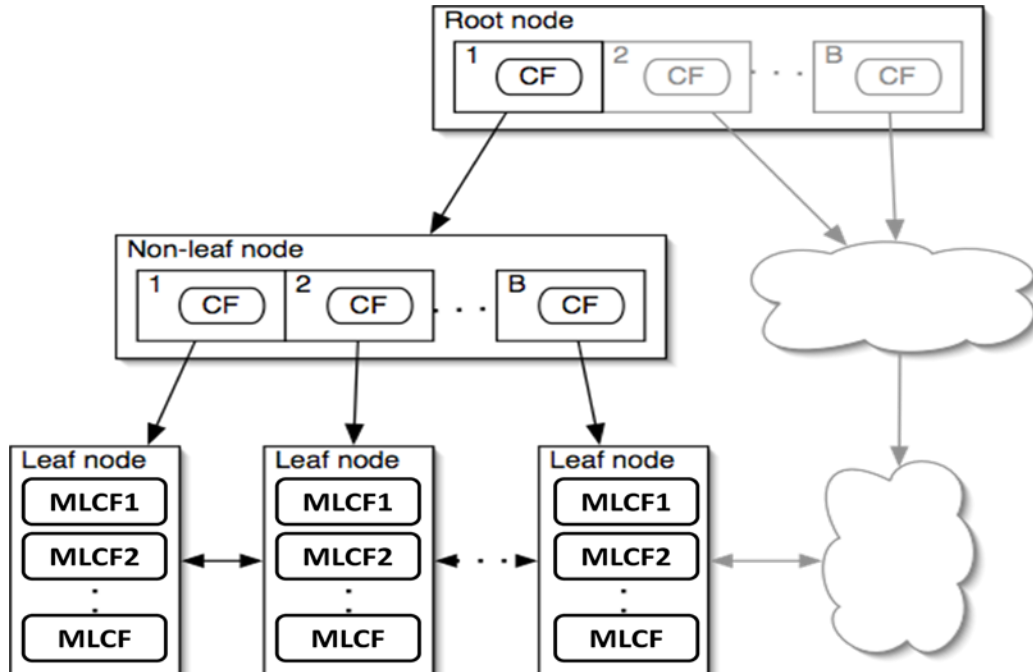 Root node
1 CF 2 CF . . . B CF
Non-leaf node
1 CF 2 CF . . . B CF
Leaf node Leaf node Leaf node
MLCF1 MLCF1 MLCF1
MLCF2 MLCF2 . . . MLCF2
MLCF MLCF MLCF